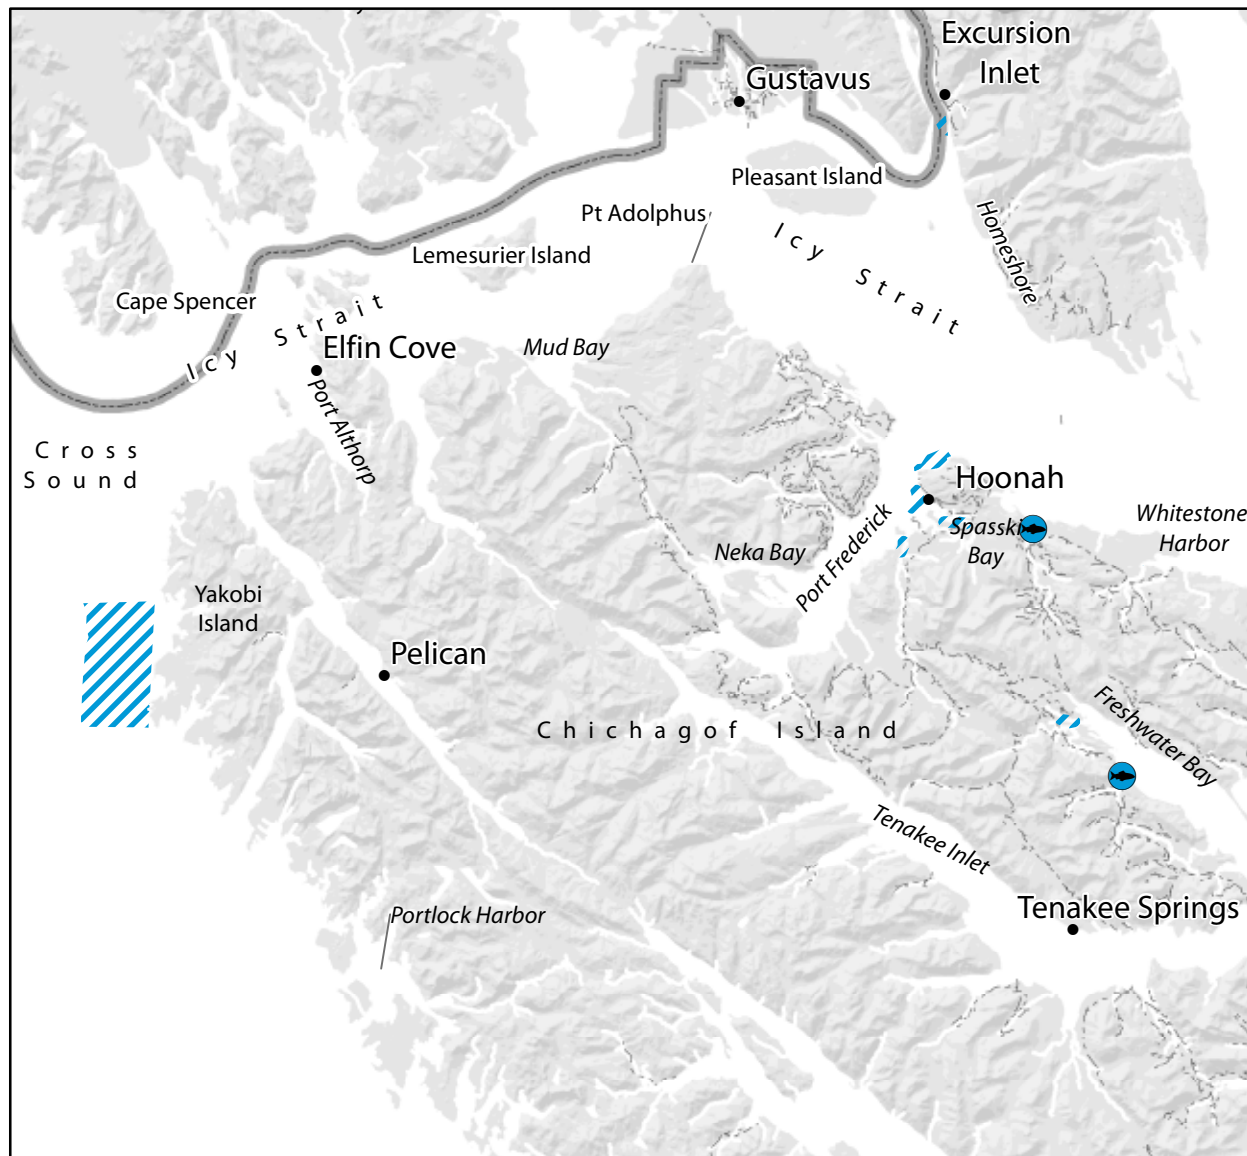 Excursion
Inlet
Gustavus
Pleasant Island
Pt Adolphus
Homeshore
Icy Strait
Lemesurier Island
Cape Spencer
Icy Strait
Elfin Cove
Mud Bay
Port Althorp
Cross
Sound
Hoonah
Whitestone
Harbor
Spasski
Bay
Neka Bay
Port Frederick
Yakobi
Island
Pelican
Freshwater Bay
Chichagof Island
Tenakee Inlet
Tenakee Springs
Portlock Harbor